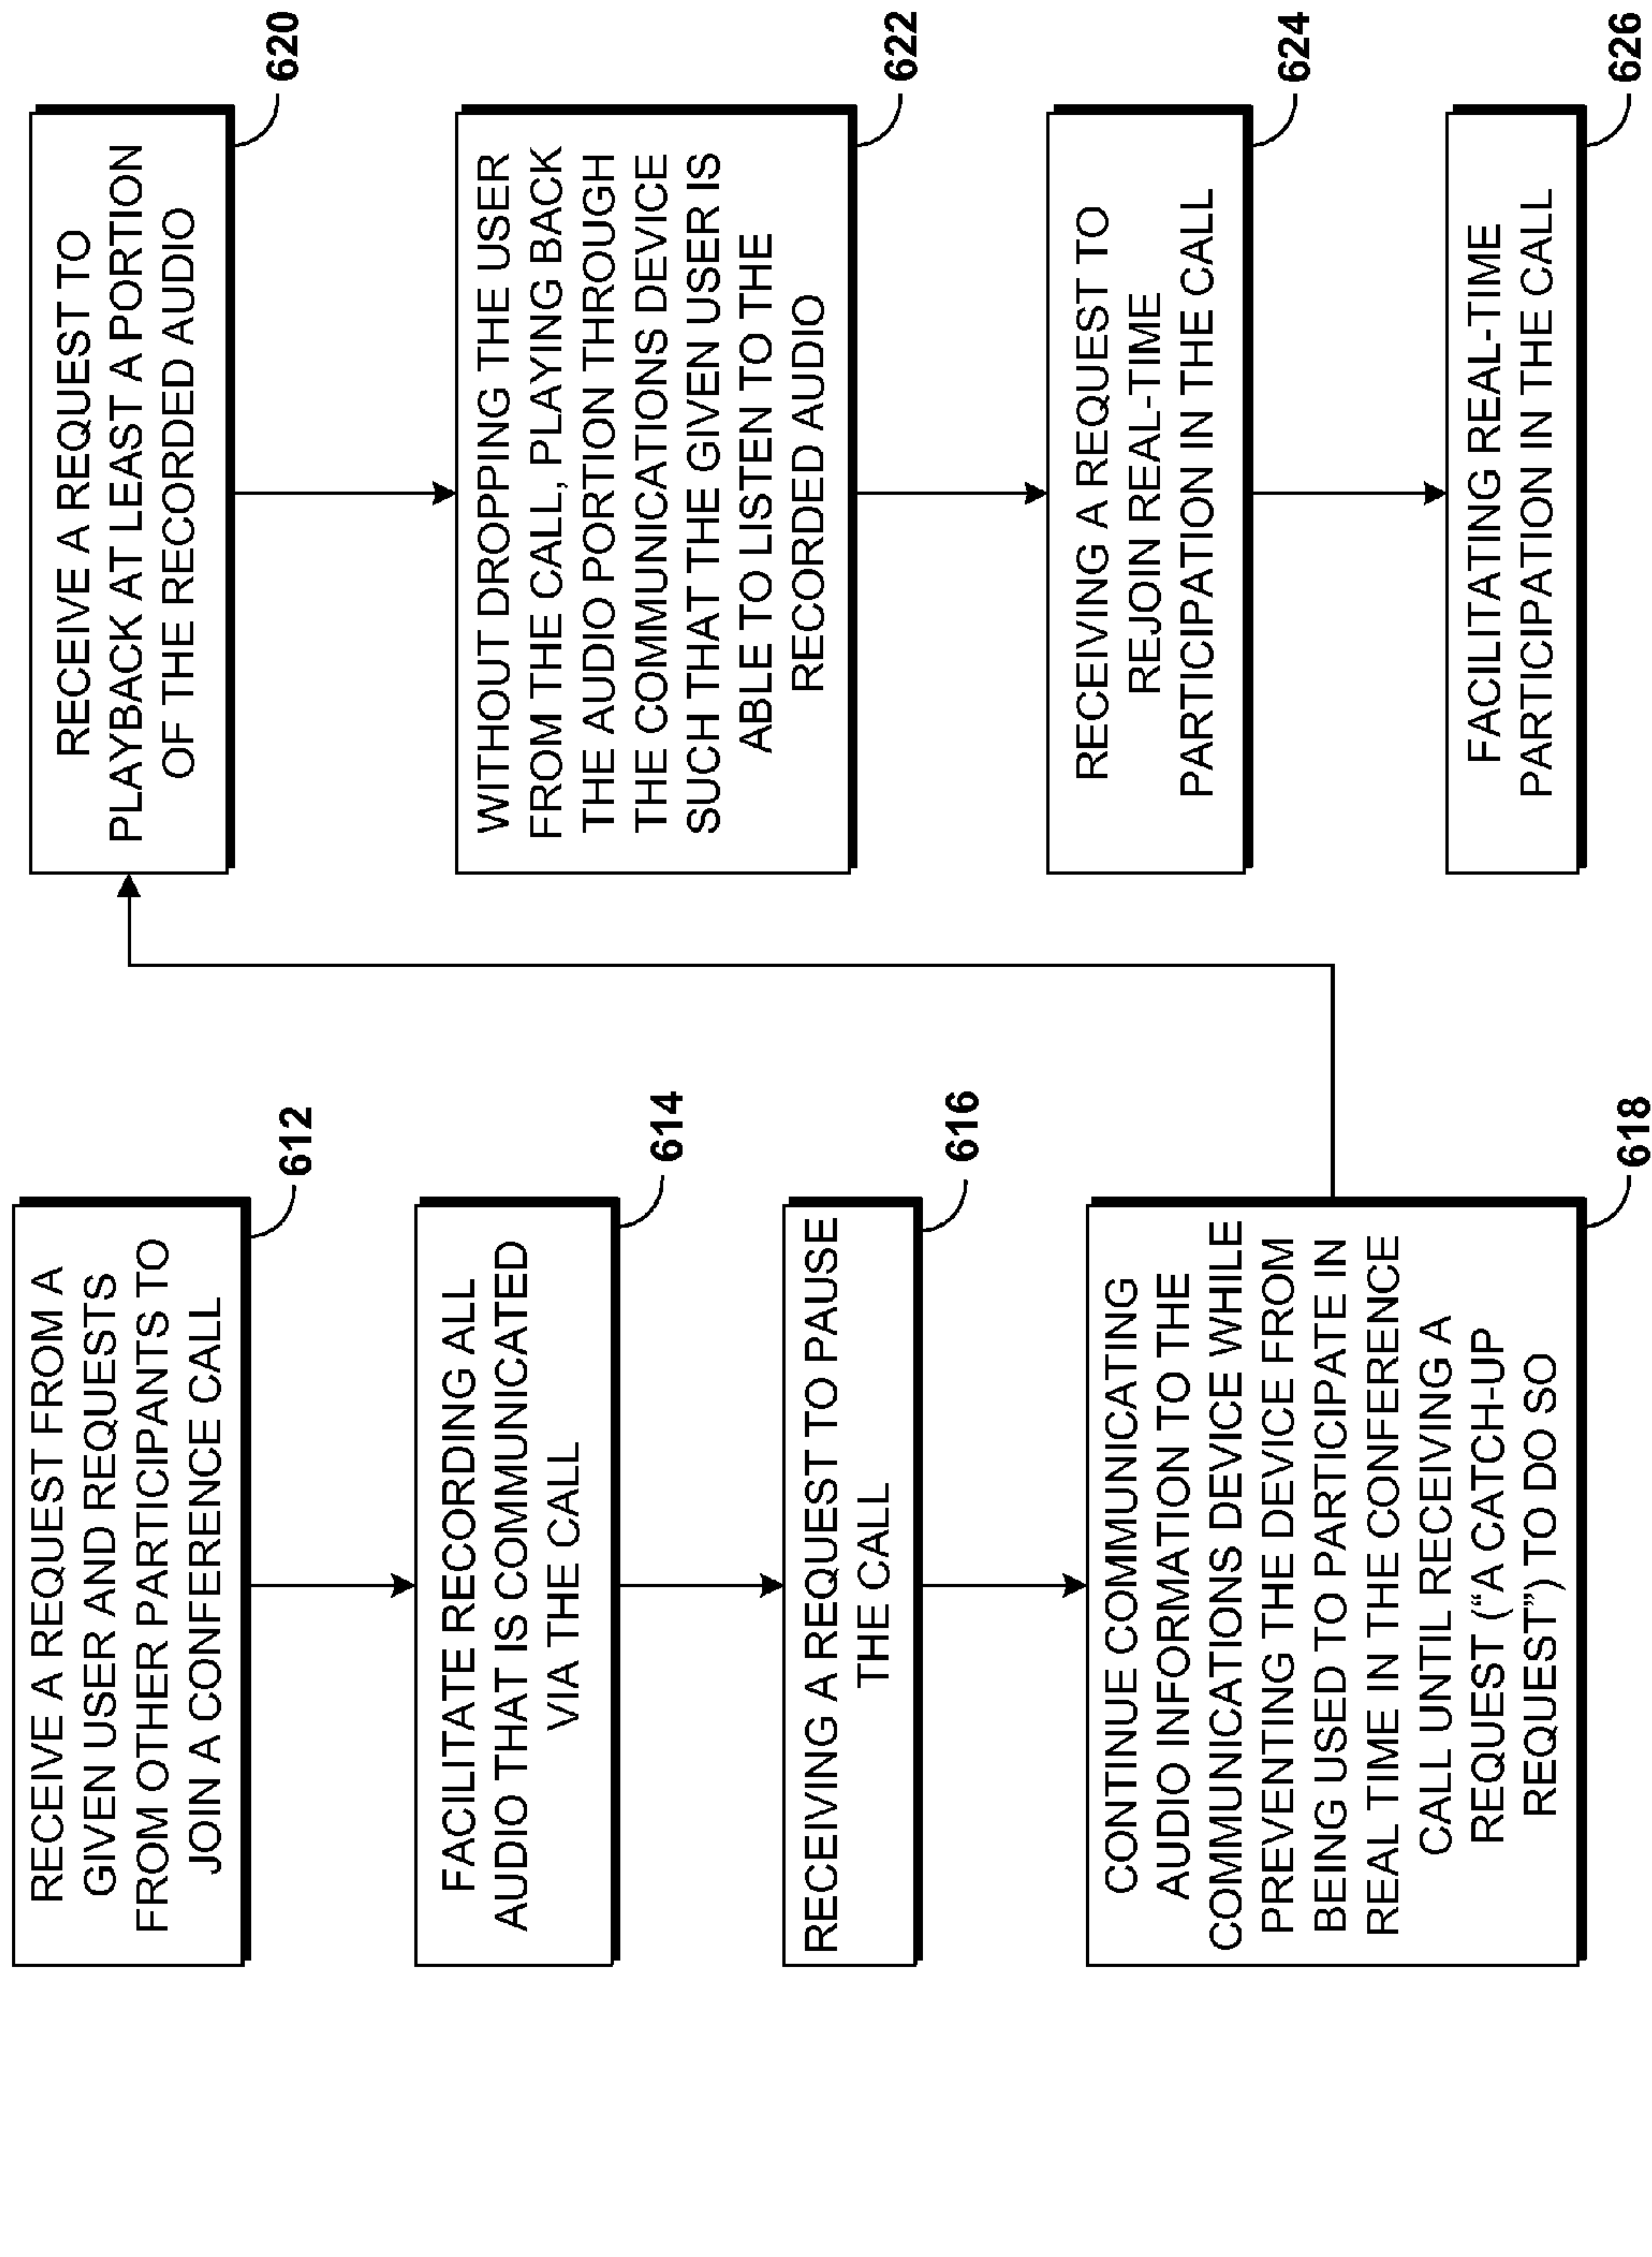 RECEIVE A REQUEST FROM A
GIVEN USER AND REQUESTS
FROM OTHER PARTICIPANTS TO
JOIN A CONFERENCE CALL
612
FACILITATE RECORDING ALL
AUDIO THAT IS COMMUNICATED
VIA THE CALL
614
RECEIVING A REQUEST TO PAUSE
THE CALL
616
CONTINUE COMMUNICATING
AUDIO INFORMATION TO THE
COMMUNICATIONS DEVICE WHILE
PREVENTING THE DEVICE FROM
BEING USED TO PARTICIPATE IN
REAL TIME IN THE CONFERENCE
CALL UNTIL RECEIVING A
REQUEST (“A CATCH-UP
REQUEST”) TO DO SO
618
RECEIVE A REQUEST TO
PLAYBACK AT LEAST A PORTION
OF THE RECORDED AUDIO
620
WITHOUT DROPPING THE USER
FROM THE CALL, PLAYING BACK
THE AUDIO PORTION THROUGH
THE COMMUNICATIONS DEVICE
SUCH THAT THE GIVEN USER IS
ABLE TO LISTEN TO THE
RECORDED AUDIO
622
RECEIVING A REQUEST TO
REJOIN REAL-TIME
PARTICIPATION IN THE CALL
624
FACILITATING REAL-TIME
PARTICIPATION IN THE CALL
626